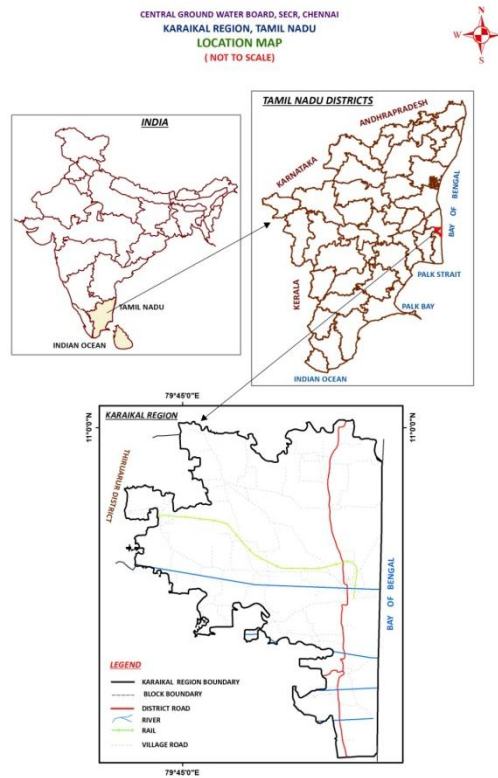 CENTRAL GROUND WATER BOARD, SECR, CHENNAI
KARAIKAL REGION, TAMIL NADU
LOCATION MAP
( NOT TO SCALE)
N
W
E
S
INDIA
TAMIL NADU
INDIAN OCEAN
TAMIL NADU DISTRICTS
ANDHRAPRADESH
KARNATAKA
BAY OF BENGAL
PALK STRAIT
KERALA
PALK BAY
INDIAN OCEAN
79°45'0"E
KARAIKAL REGION
11°0'0"N
11°0'0"N
THIRUARUR DISTRICT
BAY OF BENGAL
LEGEND
KARAIKAL REGION BOUNDARY
BLOCK BOUNDARY
DISTRICT ROAD
RIVER
RAIL
VILLAGE ROAD
79°45'0"E